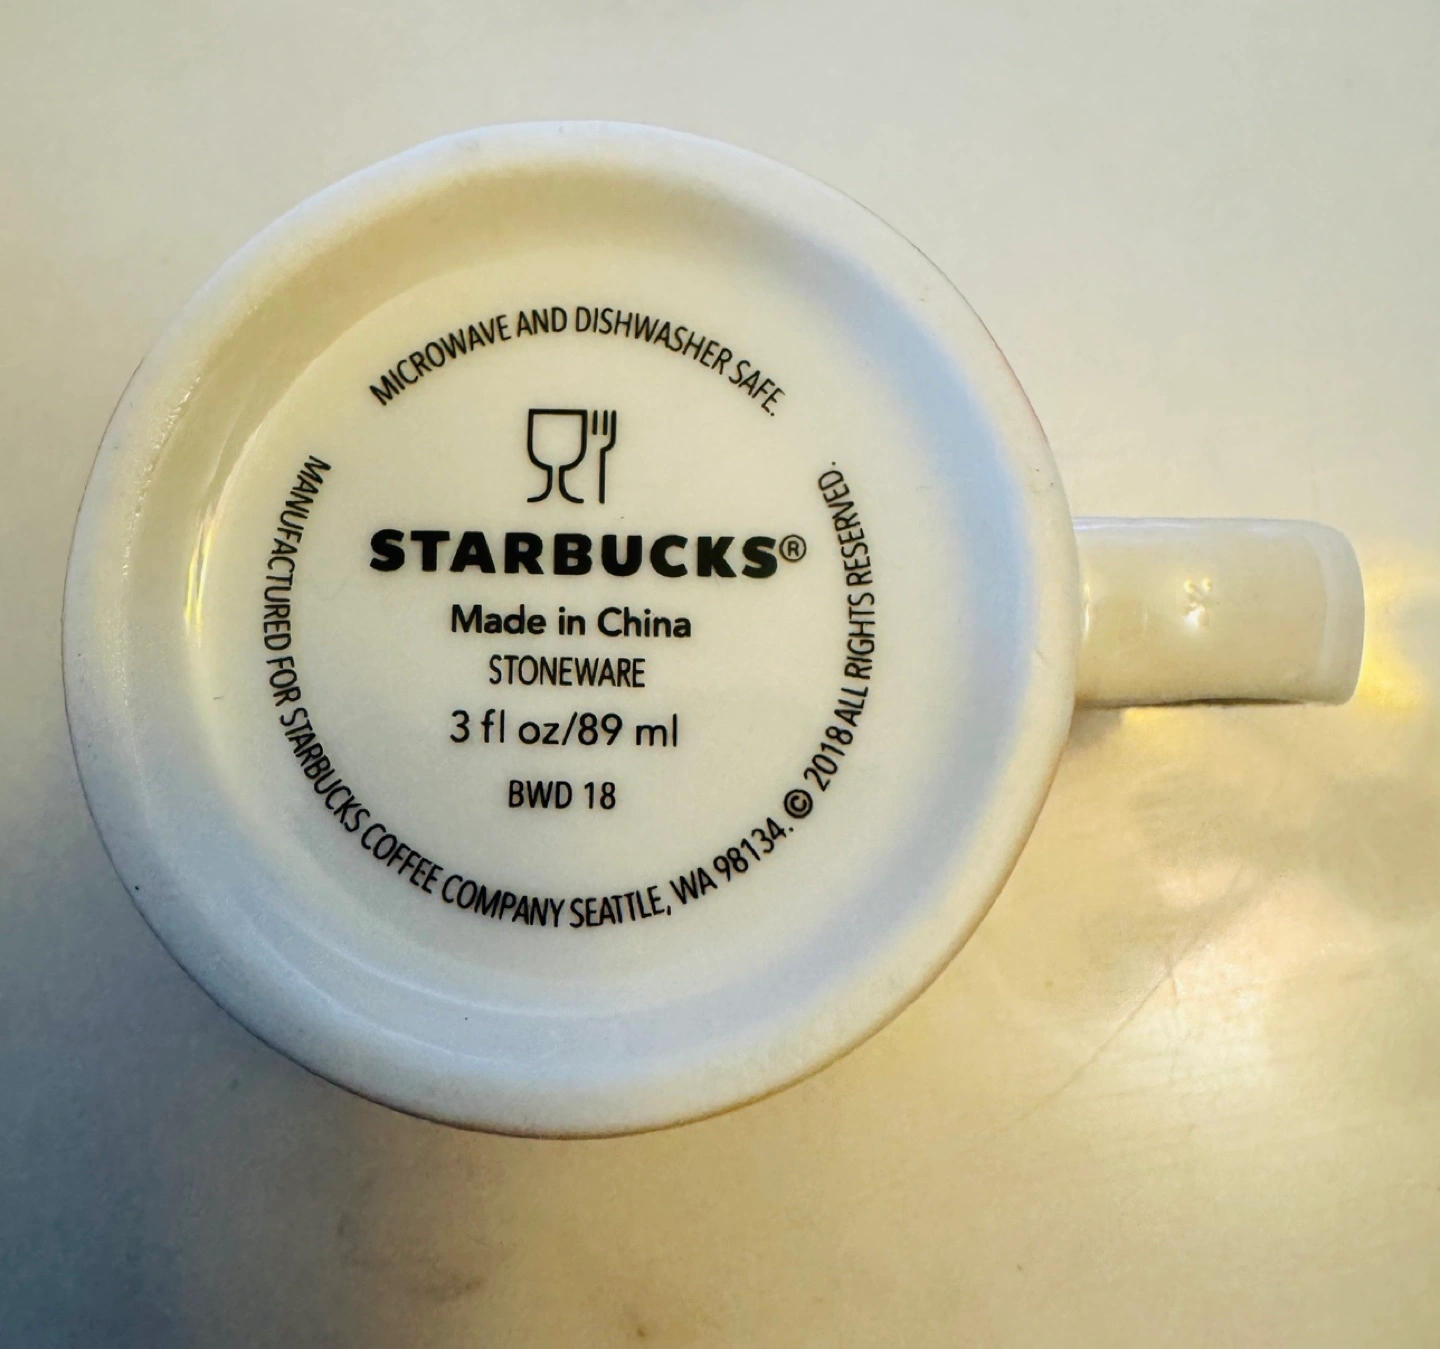 MICROWAVE AND DISHWASHER SAFE.
STARBUCKS®
Made in China
STONEWARE
3 fl oz/89 ml
BWD 18
MANUFACTURED FOR STARBUCKS COFFEE COMPANY SEATTLE, WA 98134. © 2018 ALL RIGHTS RESERVED.